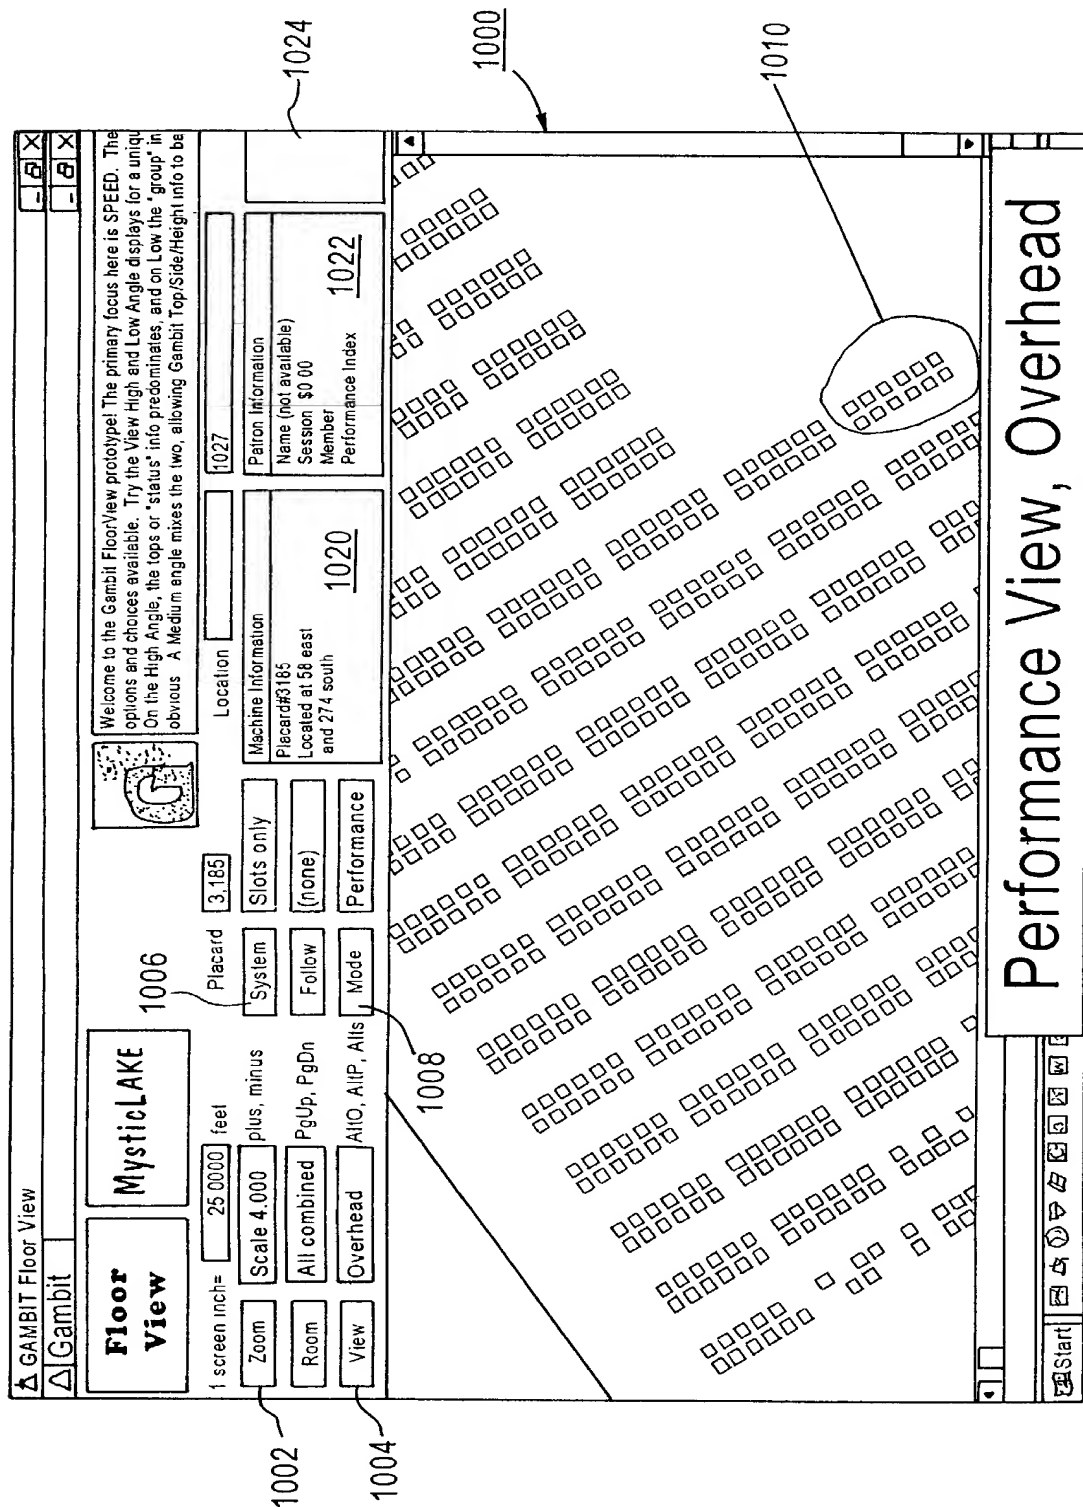 GAMBIT Floor View
Gambit
Floor View
MysticLAKE
Welcome to the Gambit FloorView prototype! The primary focus here is SPEED. The
options and choices available. Try the View High and Low Angle displays for a uniqu
On the High Angle, the tops or "status" info predominates, and on Low the "group" in
obvious A Medium angle mixes the two, allowing Gambit Top/Side/Height info to be
1 screen inch= 25 0000 feet
Placard 3,185
Location 1027
Zoom Scale 4.000 plus, minus System Slots only
Room All combined PgUp, PgDn Follow (none)
View Overhead AltO, AltP, Alts Mode Performance
Machine Information
Placard#3185
Located at 58 east
and 274 south
1020
Patron Information
Name (not available)
Session $0 00
Member
Performance Index
1022
1024
1000
1010
1006
1008
1002
1004
Start
Performance View, Overhead